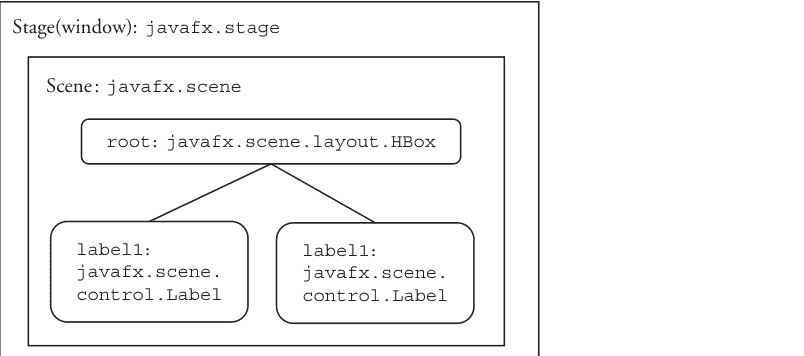 Stage(window): javafx.stage
Scene: javafx.scene
root: javafx.scene.layout.HBox
label1:
javafx.scene.
control.Label
label1:
javafx.scene.
control.Label